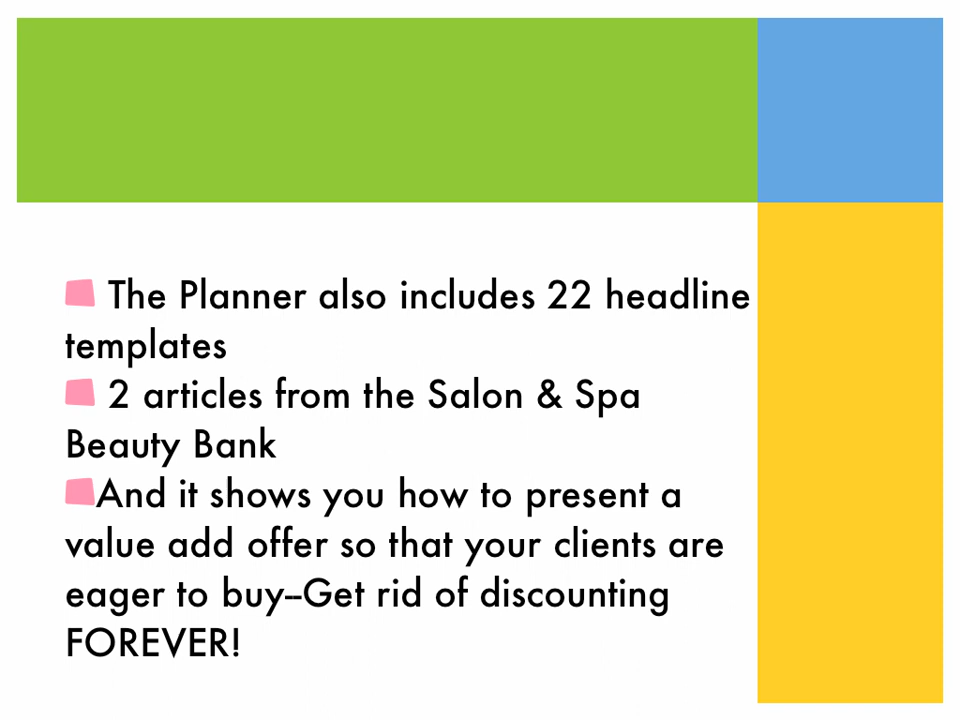 The Planner also includes 22 headline
templates
2 articles from the Salon & Spa
Beauty Bank
And it shows you how to present a
value add offer so that your clients are
eager to buy--Get rid of discounting
FOREVER!